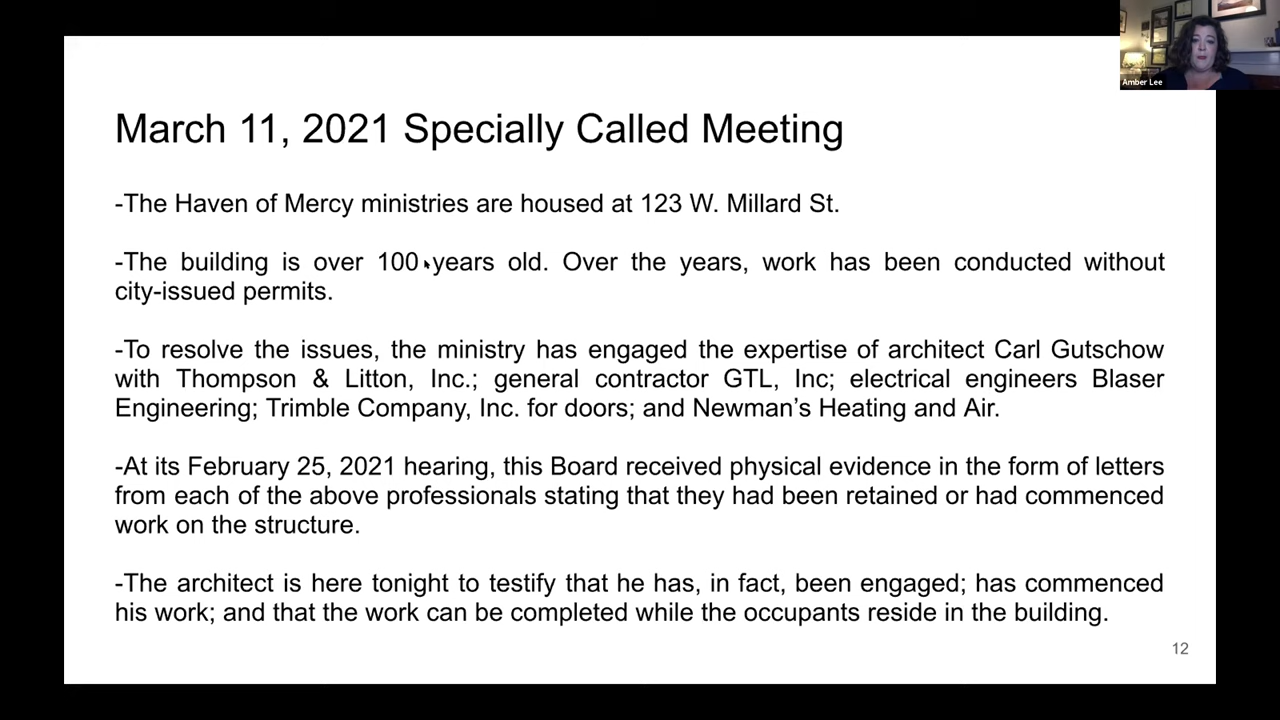 Amber Lee
March 11, 2021 Specially Called Meeting
-The Haven of Mercy ministries are housed at 123 W. Millard St.
-The building is over 100 years old. Over the years, work has been conducted without
city-issued permits.
-To resolve the issues, the ministry has engaged the expertise of architect Carl Gutschow
with Thompson & Litton, Inc.; general contractor GTL, Inc; electrical engineers Blaser
Engineering; Trimble Company, Inc. for doors; and Newman’s Heating and Air.
-At its February 25, 2021 hearing, this Board received physical evidence in the form of letters
from each of the above professionals stating that they had been retained or had commenced
work on the structure.
-The architect is here tonight to testify that he has, in fact, been engaged; has commenced
his work; and that the work can be completed while the occupants reside in the building.
12